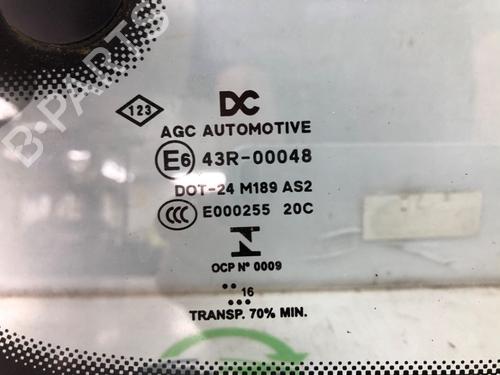 B-PARTS
123
DC
AGC AUTOMOTIVE
E6 43R-00048
DOT-24 M189 AS2
CCC E000255 20C
N
OCP Nº 0009
.. 16
...
TRANSP. 70% MIN.